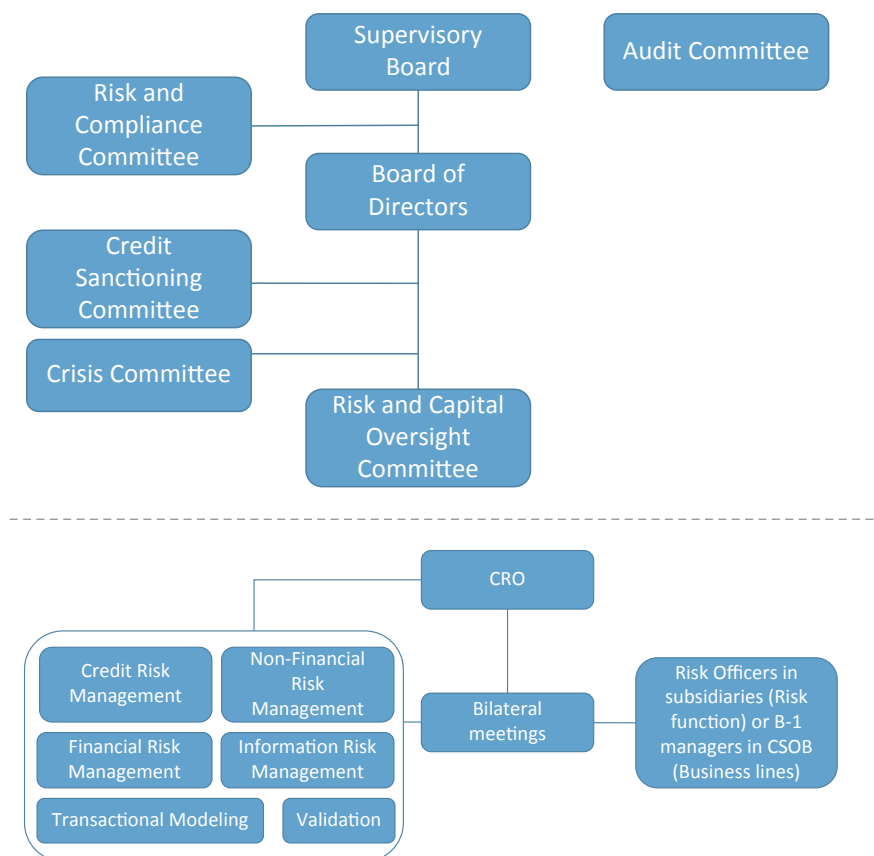 Supervisory
Board
Audit Committee
Risk and
Compliance
Committee
Board of
Directors
Credit
Sanctioning
Committee
Crisis Committee
Risk and Capital
Oversight
Committee
CRO
Credit Risk
Management
Non-Financial
Risk
Management
Financial Risk
Management
Information Risk
Management
Transactional Modeling
Validation
Bilateral
meetings
Risk Officers in
subsidiaries (Risk
function) or B-1
managers in CSOB
(Business lines)